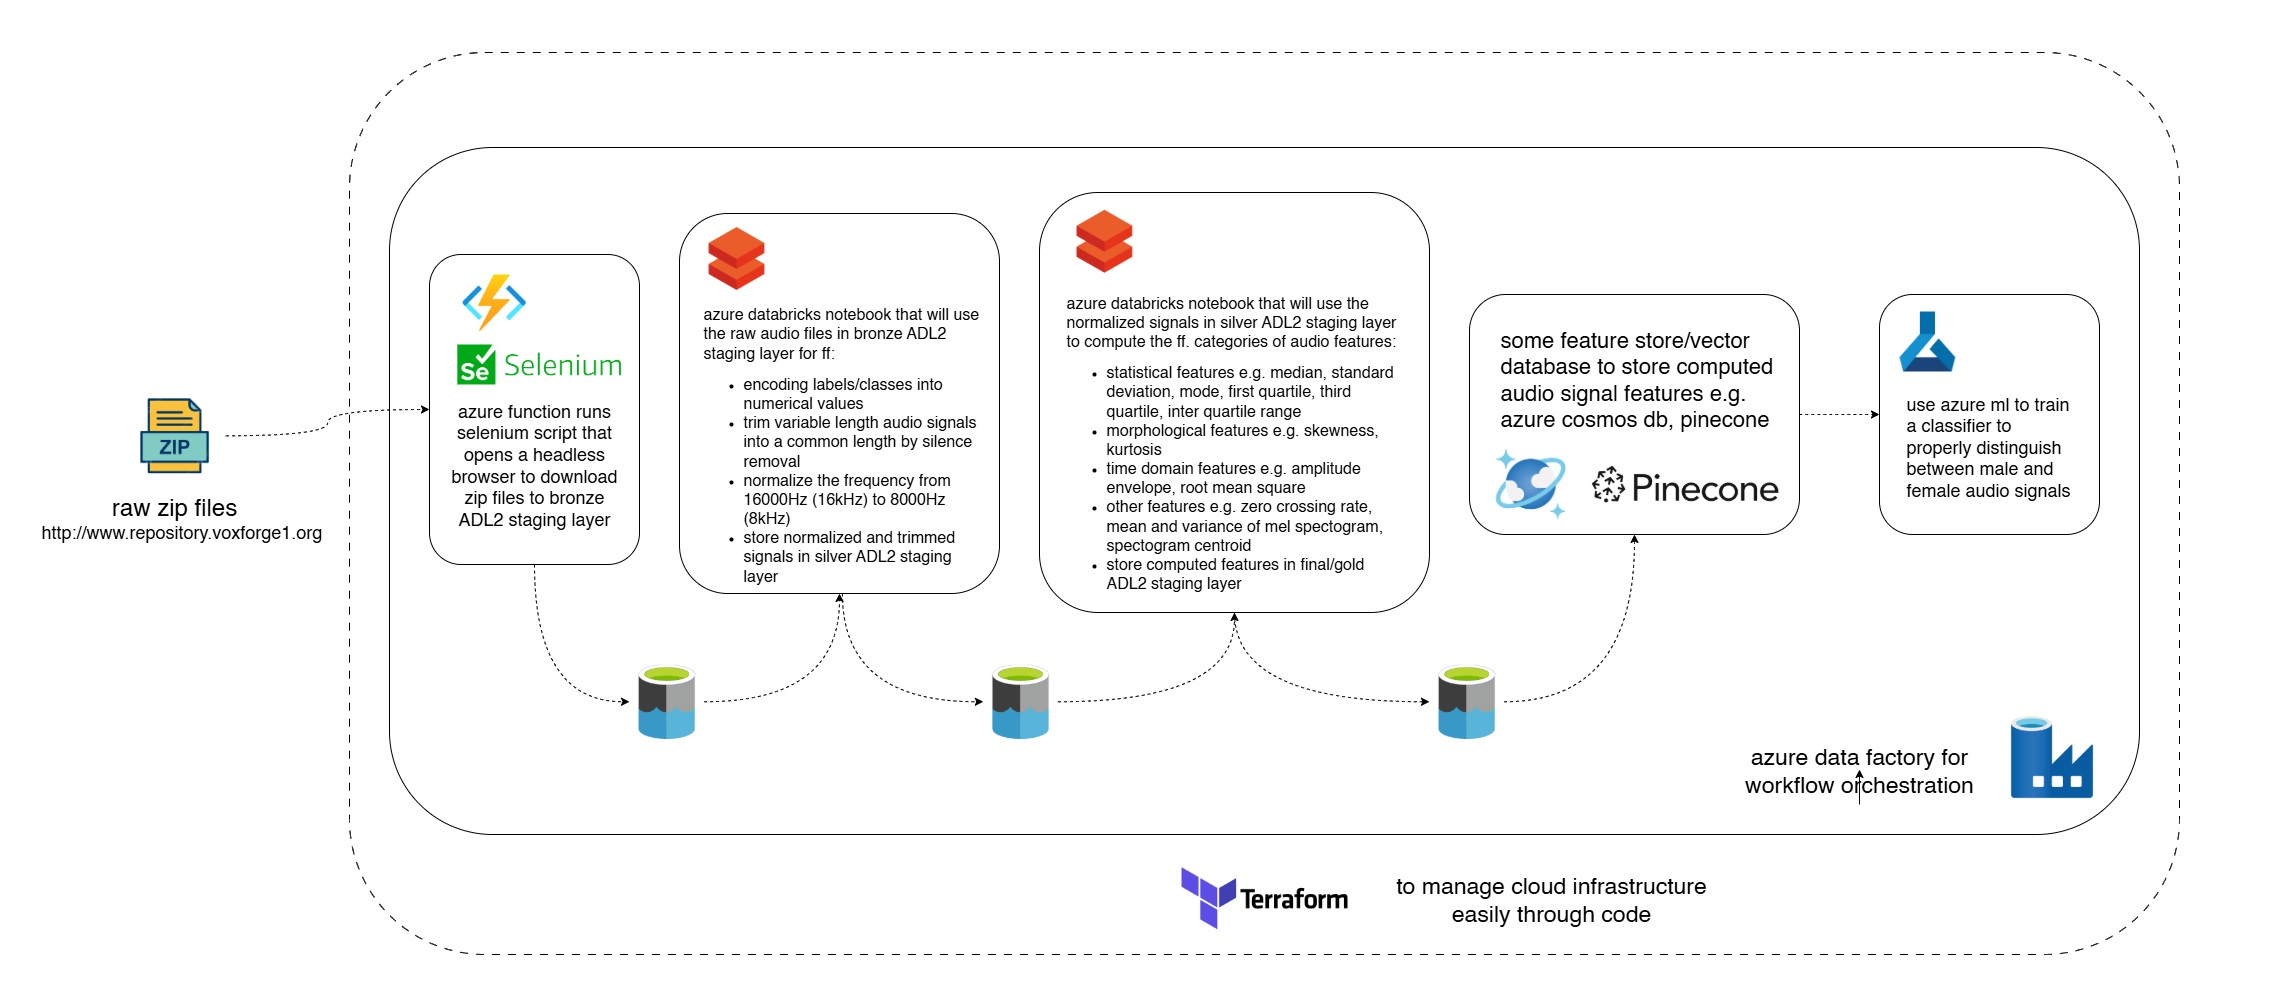 ZIP
raw zip files
http://www.repository.voxforge1.org
Se Selenium
azure function runs
selenium script that
opens a headless
browser to download
zip files to bronze
ADL2 staging layer
azure databricks notebook that will use
the raw audio files in bronze ADL2
staging layer for ff:
• encoding labels/classes into
numerical values
• trim variable length audio signals
into a common length by silence
removal
• normalize the frequency from
16000Hz (16kHz) to 8000Hz
(8kHz)
• store normalized and trimmed
signals in silver ADL2 staging
layer
azure databricks notebook that will use the
normalized signals in silver ADL2 staging layer
to compute the ff. categories of audio features:
• statistical features e.g. median, standard
deviation, mode, first quartile, third
quartile, inter quartile range
• morphological features e.g. skewness,
kurtosis
• time domain features e.g. amplitude
envelope, root mean square
• other features e.g. zero crossing rate,
mean and variance of mel spectogram,
spectogram centroid
• store computed features in final/gold
ADL2 staging layer
some feature store/vector
database to store computed
audio signal features e.g.
azure cosmos db, pinecone
Pinecone
use azure ml to train
a classifier to
properly distinguish
between male and
female audio signals
azure data factory for
workflow orchestration
Terraform
to manage cloud infrastructure
easily through code